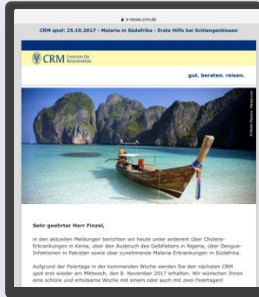 e-news.crm.de
CRM spot: 25.10.2017 - Malaria in Südafrika - Erste Hilfe bei Schlangenbissen
CRM Centrum für
Reisemedizin
gut. beraten. reisen.
Sehr geehrter Herr Finzel,
in den aktuellen Meldungen berichten wir heute unter anderem über Cholera-
Erkrankungen in Kenia, über den Ausbruch des Gelbfiebers in Nigeria, über Dengue-
Infektionen in Pakistan sowie über zunehmende Malaria-Erkrankungen in Südafrika.
Aufgrund der Feiertage in der kommenden Woche werden Sie den nächsten CRM
spot erst wieder am Mittwoch, den 8. November 2017 erhalten. Wir wünschen Ihnen
eine schöne und erholsame Woche mit einem oder auch mit zwei Feiertagen!